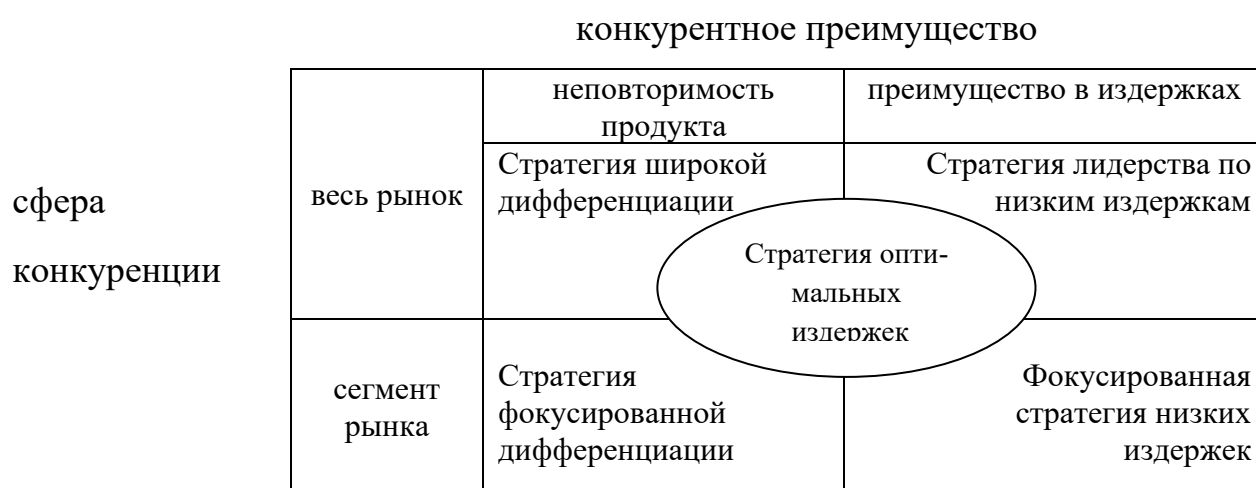 конкурентное преимущество
неповторимость
продукта
преимущество в издержках
сфера
конкуренции
весь рынок
Стратегия широкой
дифференциации
Стратегия лидерства по
низким издержкам
Стратегия опти-
мальных
издержек
сегмент
рынка
Стратегия
фокусированной
дифференциации
Фокусированная
стратегия низких
издержек